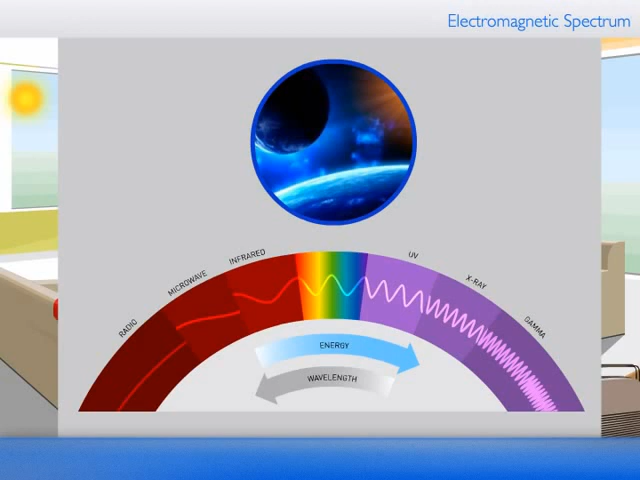 Electromagnetic Spectrum
RADIO
MICROWAVE
INFRARED
UV
X-RAY
GAMMA
ENERGY
WAVELENGTH